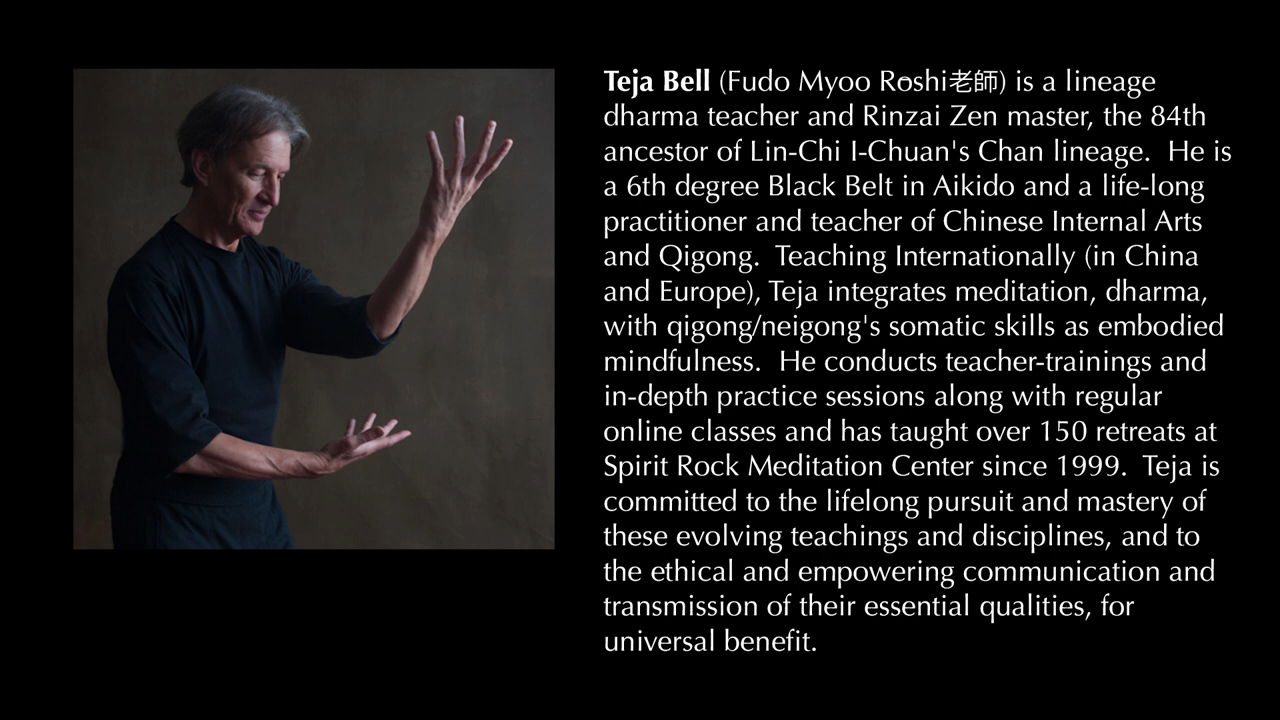 Teja Bell (Fudo Myoo Roshi老師) is a lineage
dharma teacher and Rinzai Zen master, the 84th
ancestor of Lin-Chi I-Chuan's Chan lineage.  He is
a 6th degree Black Belt in Aikido and a life-long
practitioner and teacher of Chinese Internal Arts
and Qigong.  Teaching Internationally (in China
and Europe), Teja integrates meditation, dharma,
with qigong/neigong's somatic skills as embodied
mindfulness.  He conducts teacher-trainings and
in-depth practice sessions along with regular
online classes and has taught over 150 retreats at
Spirit Rock Meditation Center since 1999.  Teja is
committed to the lifelong pursuit and mastery of
these evolving teachings and disciplines, and to
the ethical and empowering communication and
transmission of their essential qualities, for
universal benefit.